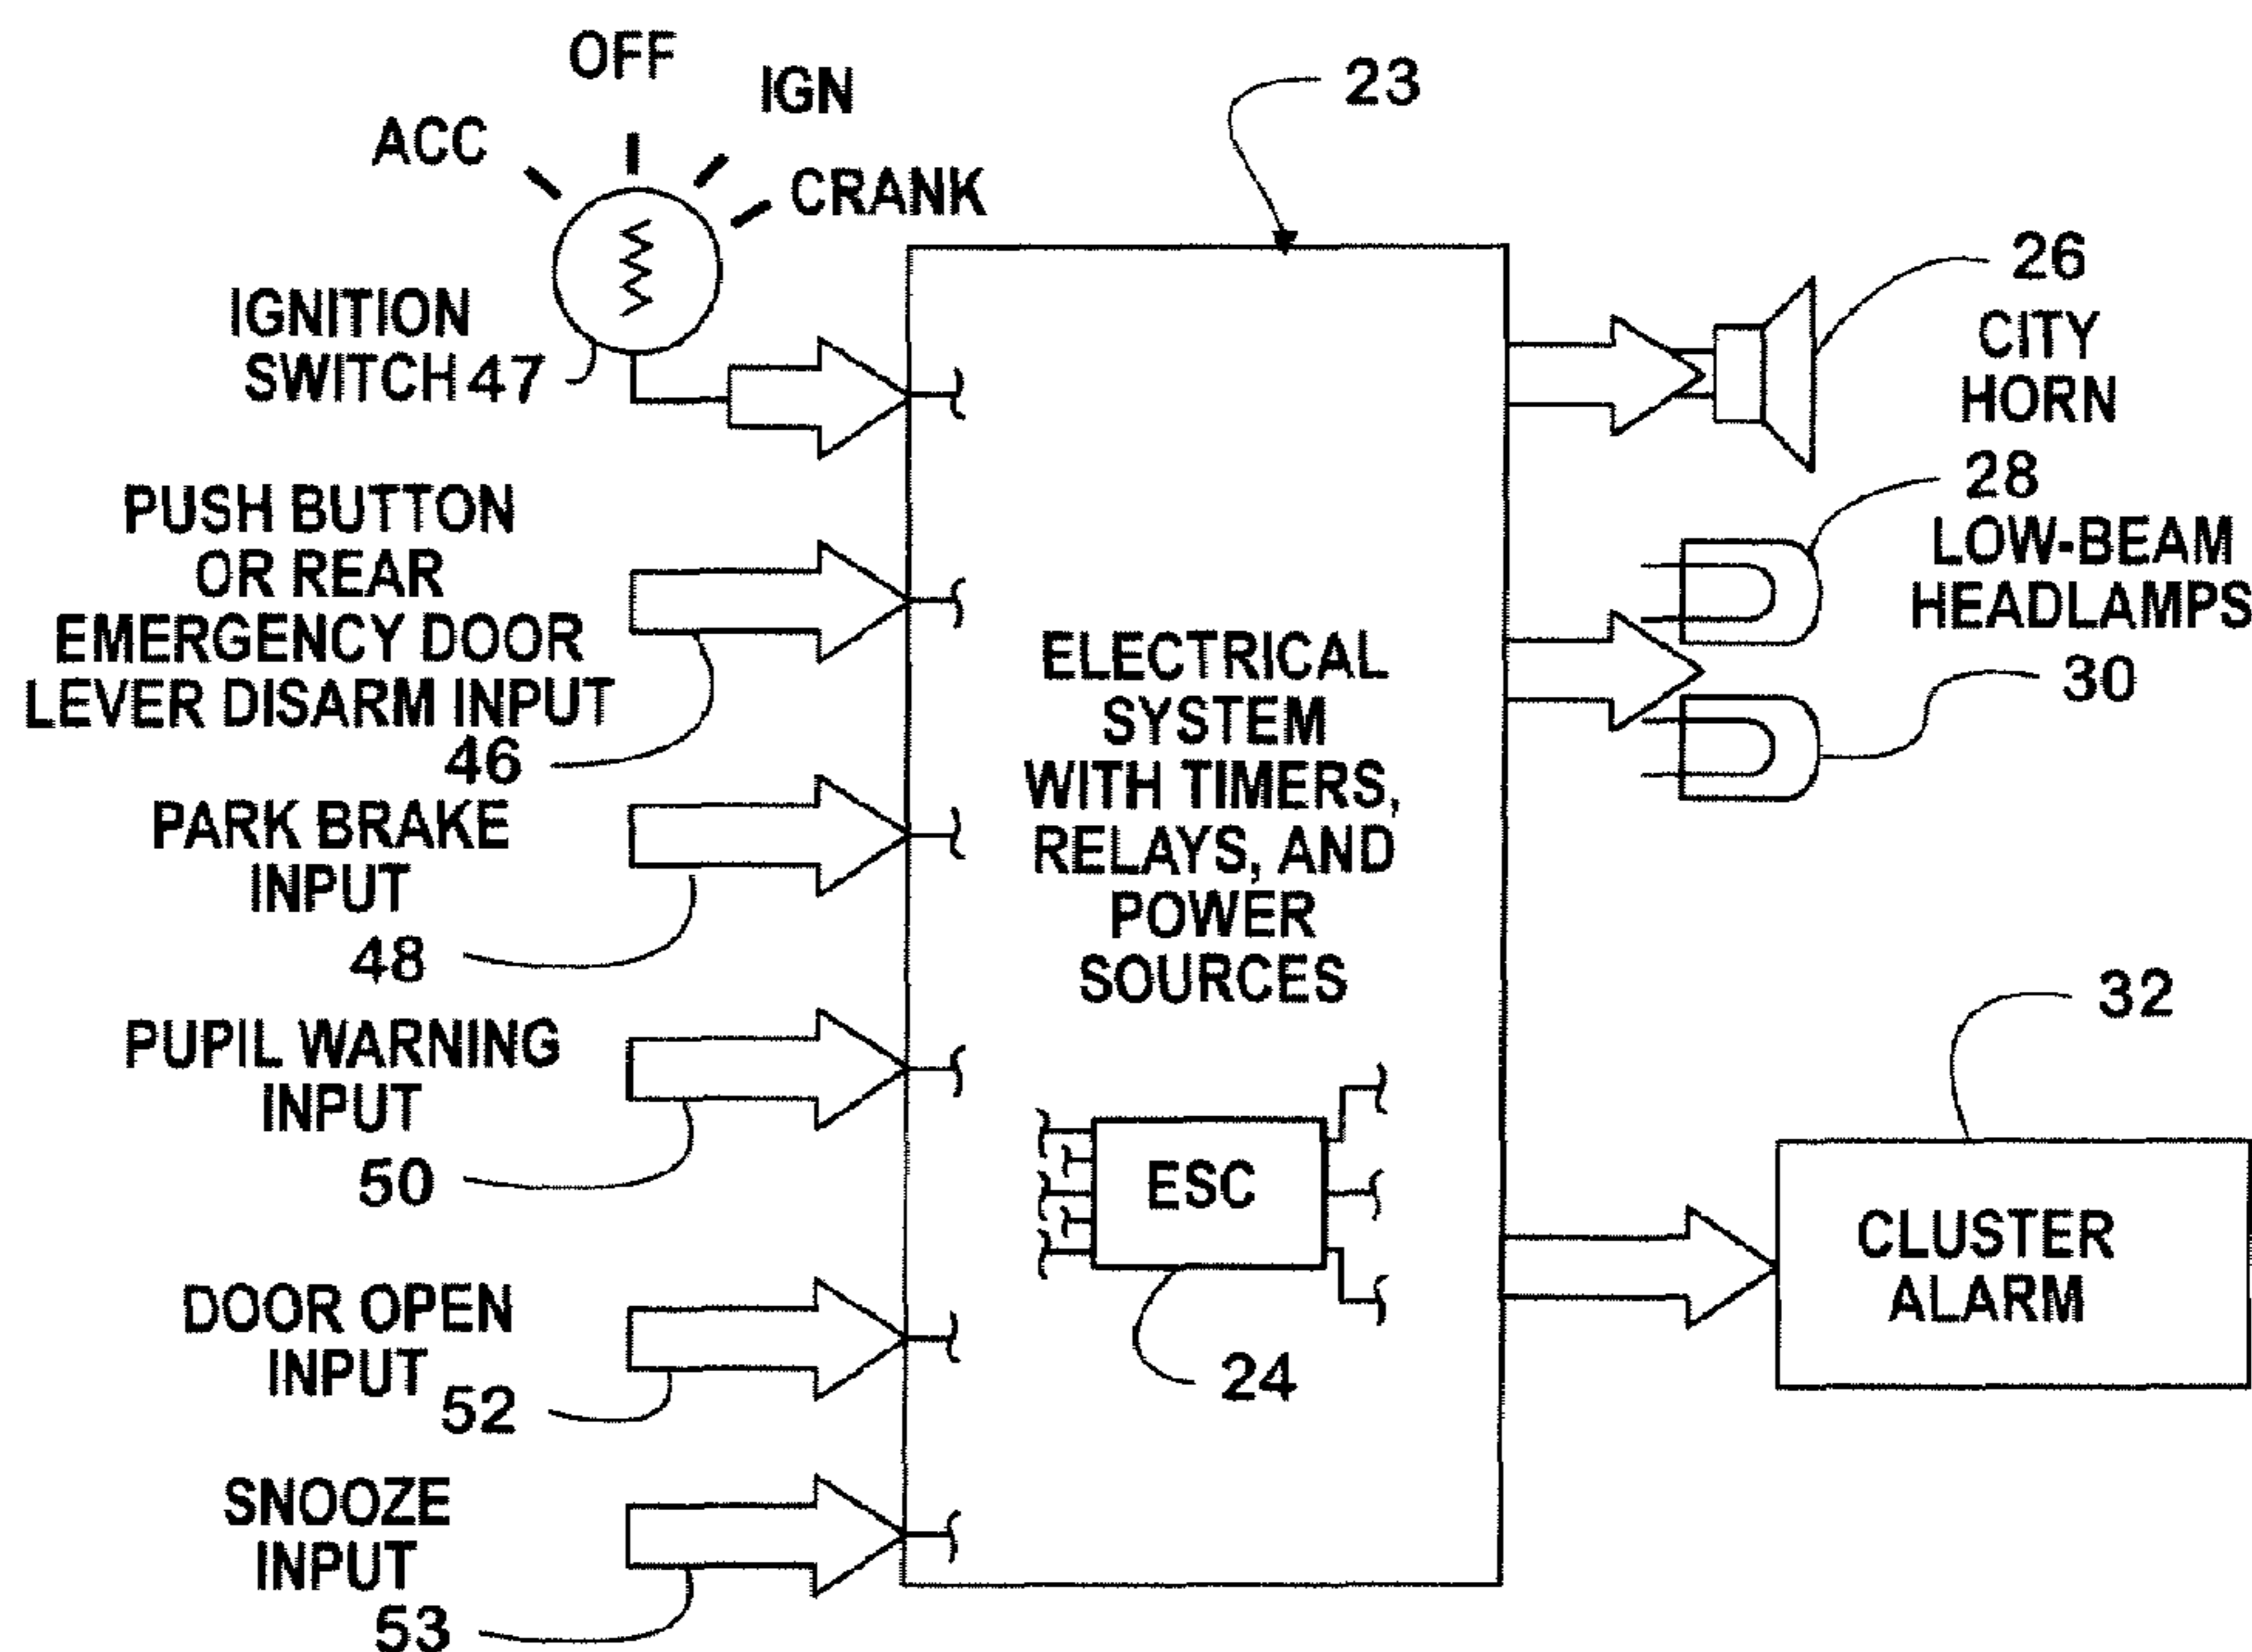 OFF
IGN
ACC
CRANK
23
IGNITION
SWITCH 47
PUSH BUTTON
OR REAR
EMERGENCY DOOR
LEVER DISARM INPUT
46
PARK BRAKE
INPUT
48
PUPIL WARNING
INPUT
50
DOOR OPEN
INPUT
52
SNOOZE
INPUT
53
ELECTRICAL
SYSTEM
WITH TIMERS,
RELAYS, AND
POWER
SOURCES
ESC
24
26
CITY
HORN
28
LOW-BEAM
HEADLAMPS
30
32
CLUSTER
ALARM